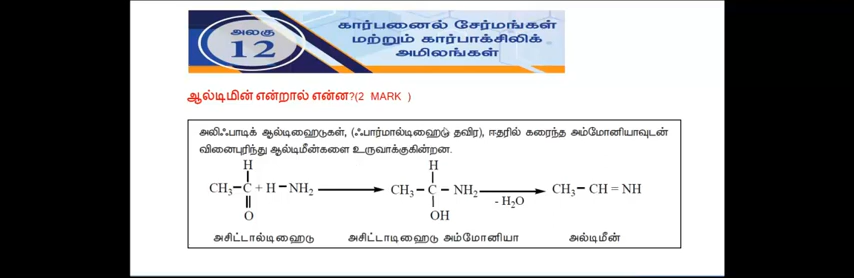 அலகு
12
கார்பனைல் சேர்மங்கள்
மற்றும் கார்பாக்சிலிக்
அமிலங்கள்
ஆல்டிமின் என்றால் என்ன?(2 MARK )
அலிஃபாடிக் ஆல்டிஹைடுகள், (ஃபார்மால்டிஹைடு தவிர), ஈதரில் கரைந்த அம்மோனியாவுடன்
வினைபுரிந்து ஆல்டிமீன்களை உருவாக்குகின்றன.
H H
CH₃ – C + H – NH₂ → CH₃ – C – NH₂ → CH₃ – CH = NH
- H₂O
O OH
அசிட்டால்டிஹைடு அசிட்டாடிஹைடு அம்மோனியா அல்டிமீன்